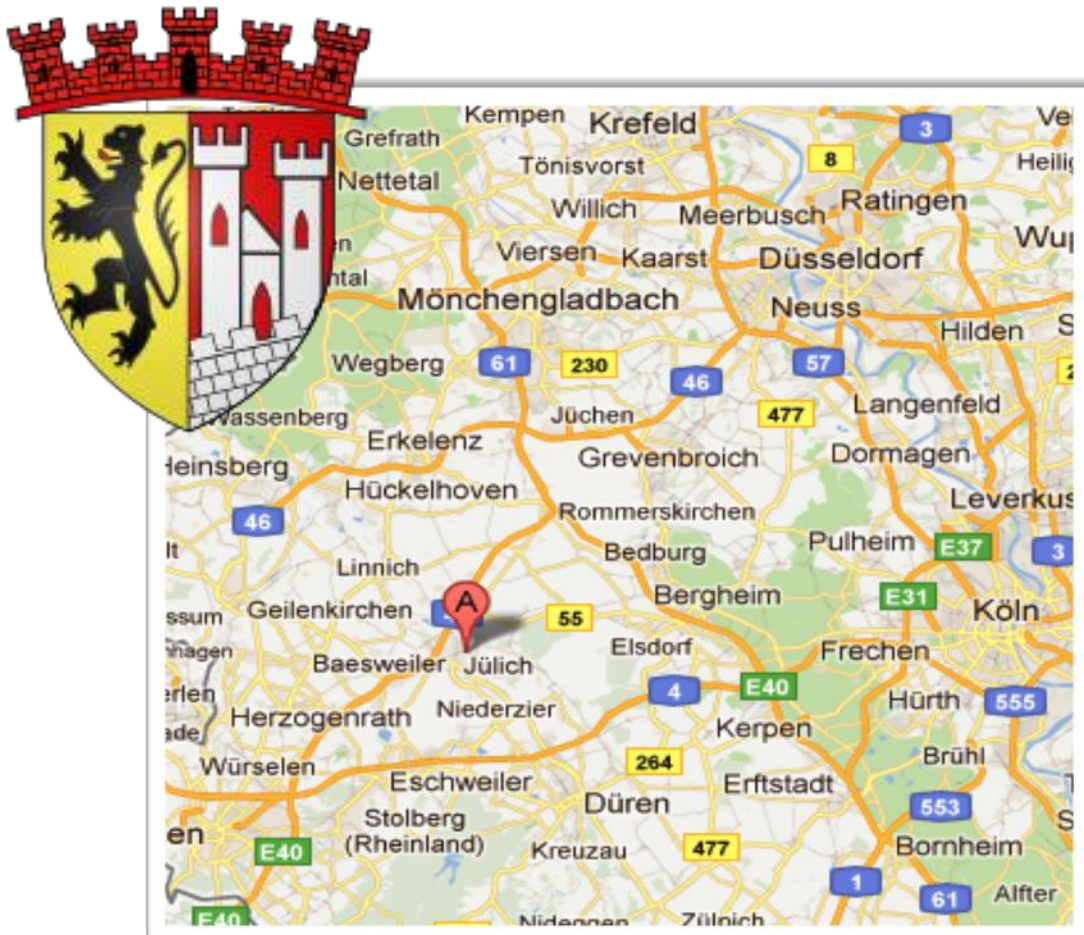 Kempen
Krefeld
3
Grefrath
8
Tönisvorst
Nettetal
Willich
Meerbusch
Ratingen
Viersen
Kaarst
Düsseldorf
Mönchengladbach
Neuss
Hilden
Wegberg
61
230
46
57
Jüchen
477
Langenfeld
Wassenberg
Erkelenz
Heinsberg
Grevenbroich
Dormagen
Hückelhoven
Leverkus
46
Rommerskirchen
Linnich
Bedburg
Pulheim
E37
3
Geilenkirchen
A
55
Bergheim
E31
Köln
Baesweiler
Jülich
Elsdorf
Frechen
Herzogenrath
Niederzier
4
E40
Hürth
555
Kerpen
Würselen
Eschweiler
264
Brühl
Erftstadt
Stolberg
(Rheinland)
Düren
553
en
E40
Kreuzau
477
Bornheim
1
61
Alfter
E40
Nideggen
Zülpich